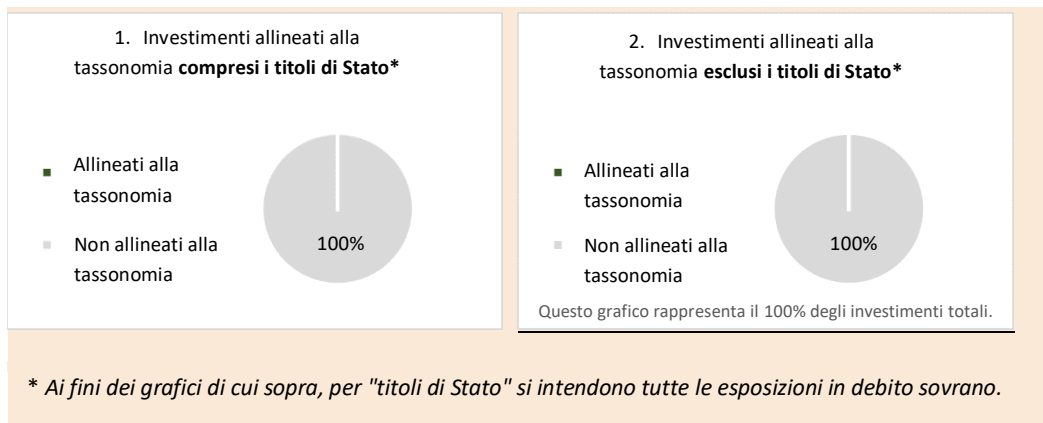 1. Investimenti allineati alla
tassonomia compresi i titoli di Stato*
Allineati alla
tassonomia
Non allineati alla
tassonomia
100%
2. Investimenti allineati alla
tassonomia esclusi i titoli di Stato*
Allineati alla
tassonomia
Non allineati alla
tassonomia
100%
Questo grafico rappresenta il 100% degli investimenti totali.
* Ai fini dei grafici di cui sopra, per "titoli di Stato" si intendono tutte le esposizioni in debito sovrano.